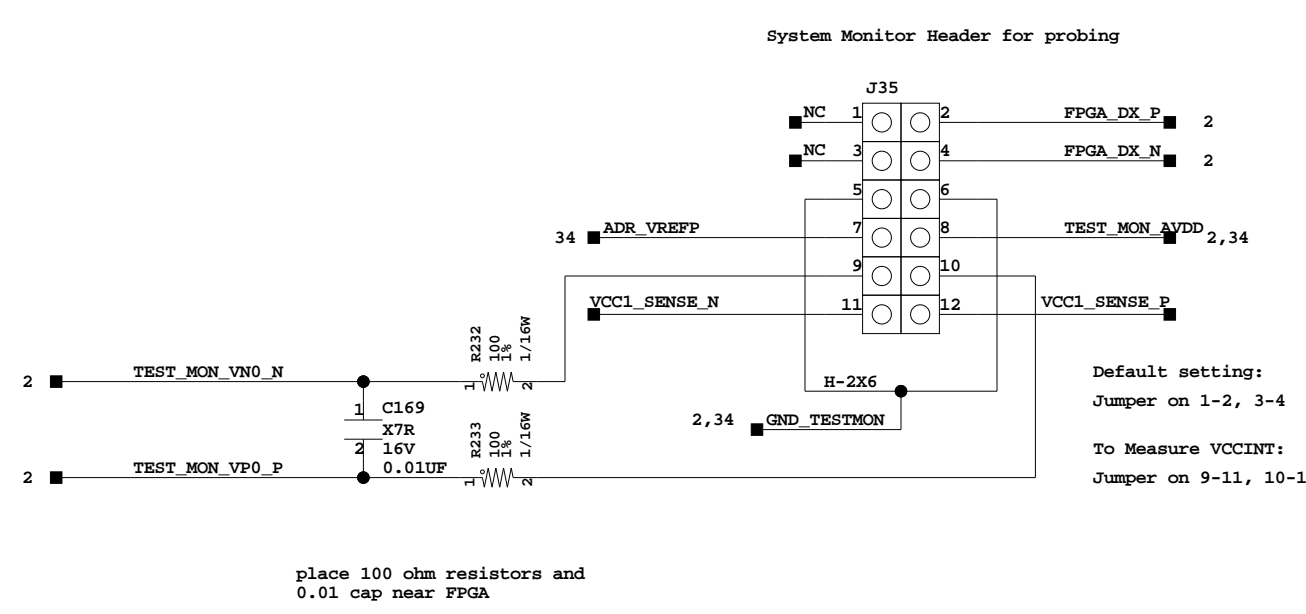 System Monitor Header for probing
J35
NC 1 2 FPGA_DX_P 2
NC 3 4 FPGA_DX_N 2
5 6
34 ADR_VREFP 7 8 TEST_MON_AVDD 2,34
9 10
VCC1_SENSE_N 11 12 VCC1_SENSE_P
R232
100
1%
1/16W
2 TEST_MON_VN0_N 1 2
H-2X6
Default setting:
Jumper on 1-2, 3-4
1 C169
X7R
2 16V
0.01UF
2,34 GND_TESTMON
R233
100
1%
1/16W
To Measure VCCINT:
Jumper on 9-11, 10-1
2 TEST_MON_VP0_P 1 2
place 100 ohm resistors and
0.01 cap near FPGA